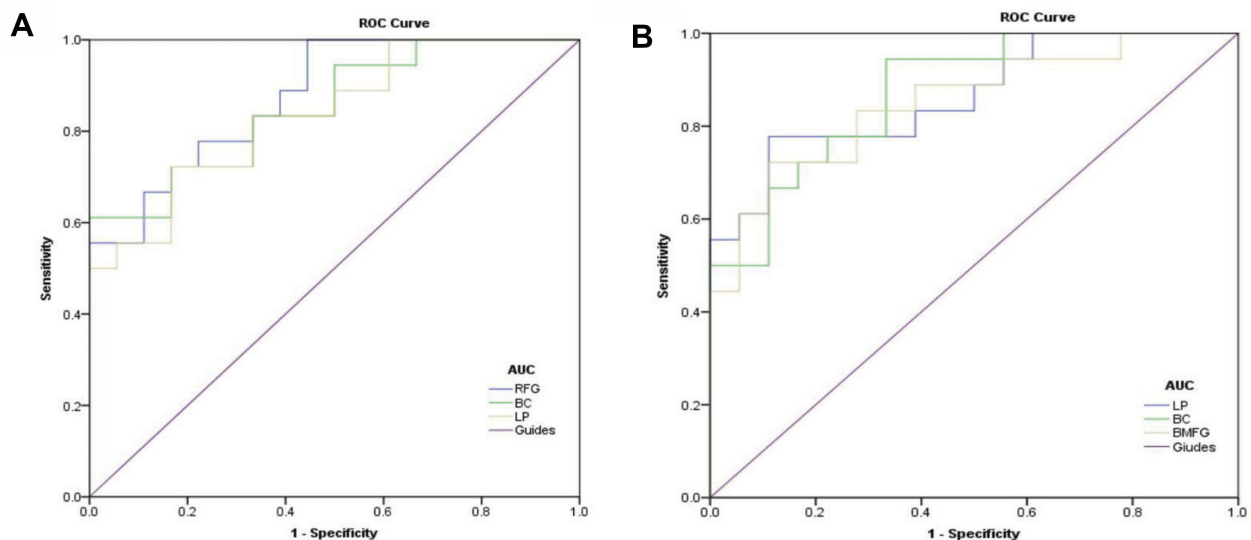 A
ROC Curve
1.0
0.8
0.6
0.4
0.2
0.0
Sensitivity
0.0 0.2 0.4 0.6 0.8 1.0
1 - Specificity
AUC
RFG
BC
LP
Guides
B
ROC Curve
1.0
0.8
0.6
0.4
0.2
0.0
Sensitivity
0.0 0.2 0.4 0.6 0.8 1.0
1 - Specificity
AUC
LP
BC
BMFG
Giudes